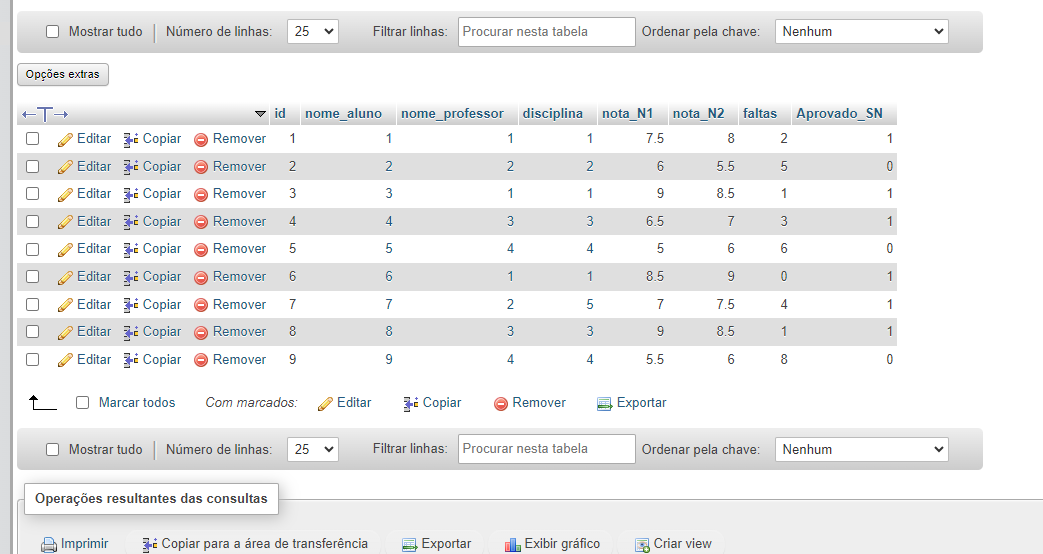 Mostrar tudo Número de linhas: 25 Filtrar linhas: Procurar nesta tabela Ordenar pela chave: Nenhum
Opções extras
←T→ id nome_aluno nome_professor disciplina nota_N1 nota_N2 faltas Aprovado_SN
Editar Copiar Remover 1 1 1 1 7.5 8 2 1
Editar Copiar Remover 2 2 2 2 6 5.5 5 0
Editar Copiar Remover 3 3 1 1 9 8.5 1 1
Editar Copiar Remover 4 4 3 3 6.5 7 3 1
Editar Copiar Remover 5 5 4 4 5 6 6 0
Editar Copiar Remover 6 6 1 1 8.5 9 0 1
Editar Copiar Remover 7 7 2 5 7 7.5 4 1
Editar Copiar Remover 8 8 3 3 9 8.5 1 1
Editar Copiar Remover 9 9 4 4 5.5 6 8 0
Marcar todos Com marcados: Editar Copiar Remover Exportar
Mostrar tudo Número de linhas: 25 Filtrar linhas: Procurar nesta tabela Ordenar pela chave: Nenhum
Operações resultantes das consultas
Imprimir Copiar para a área de transferência Exportar Exibir gráfico Criar view